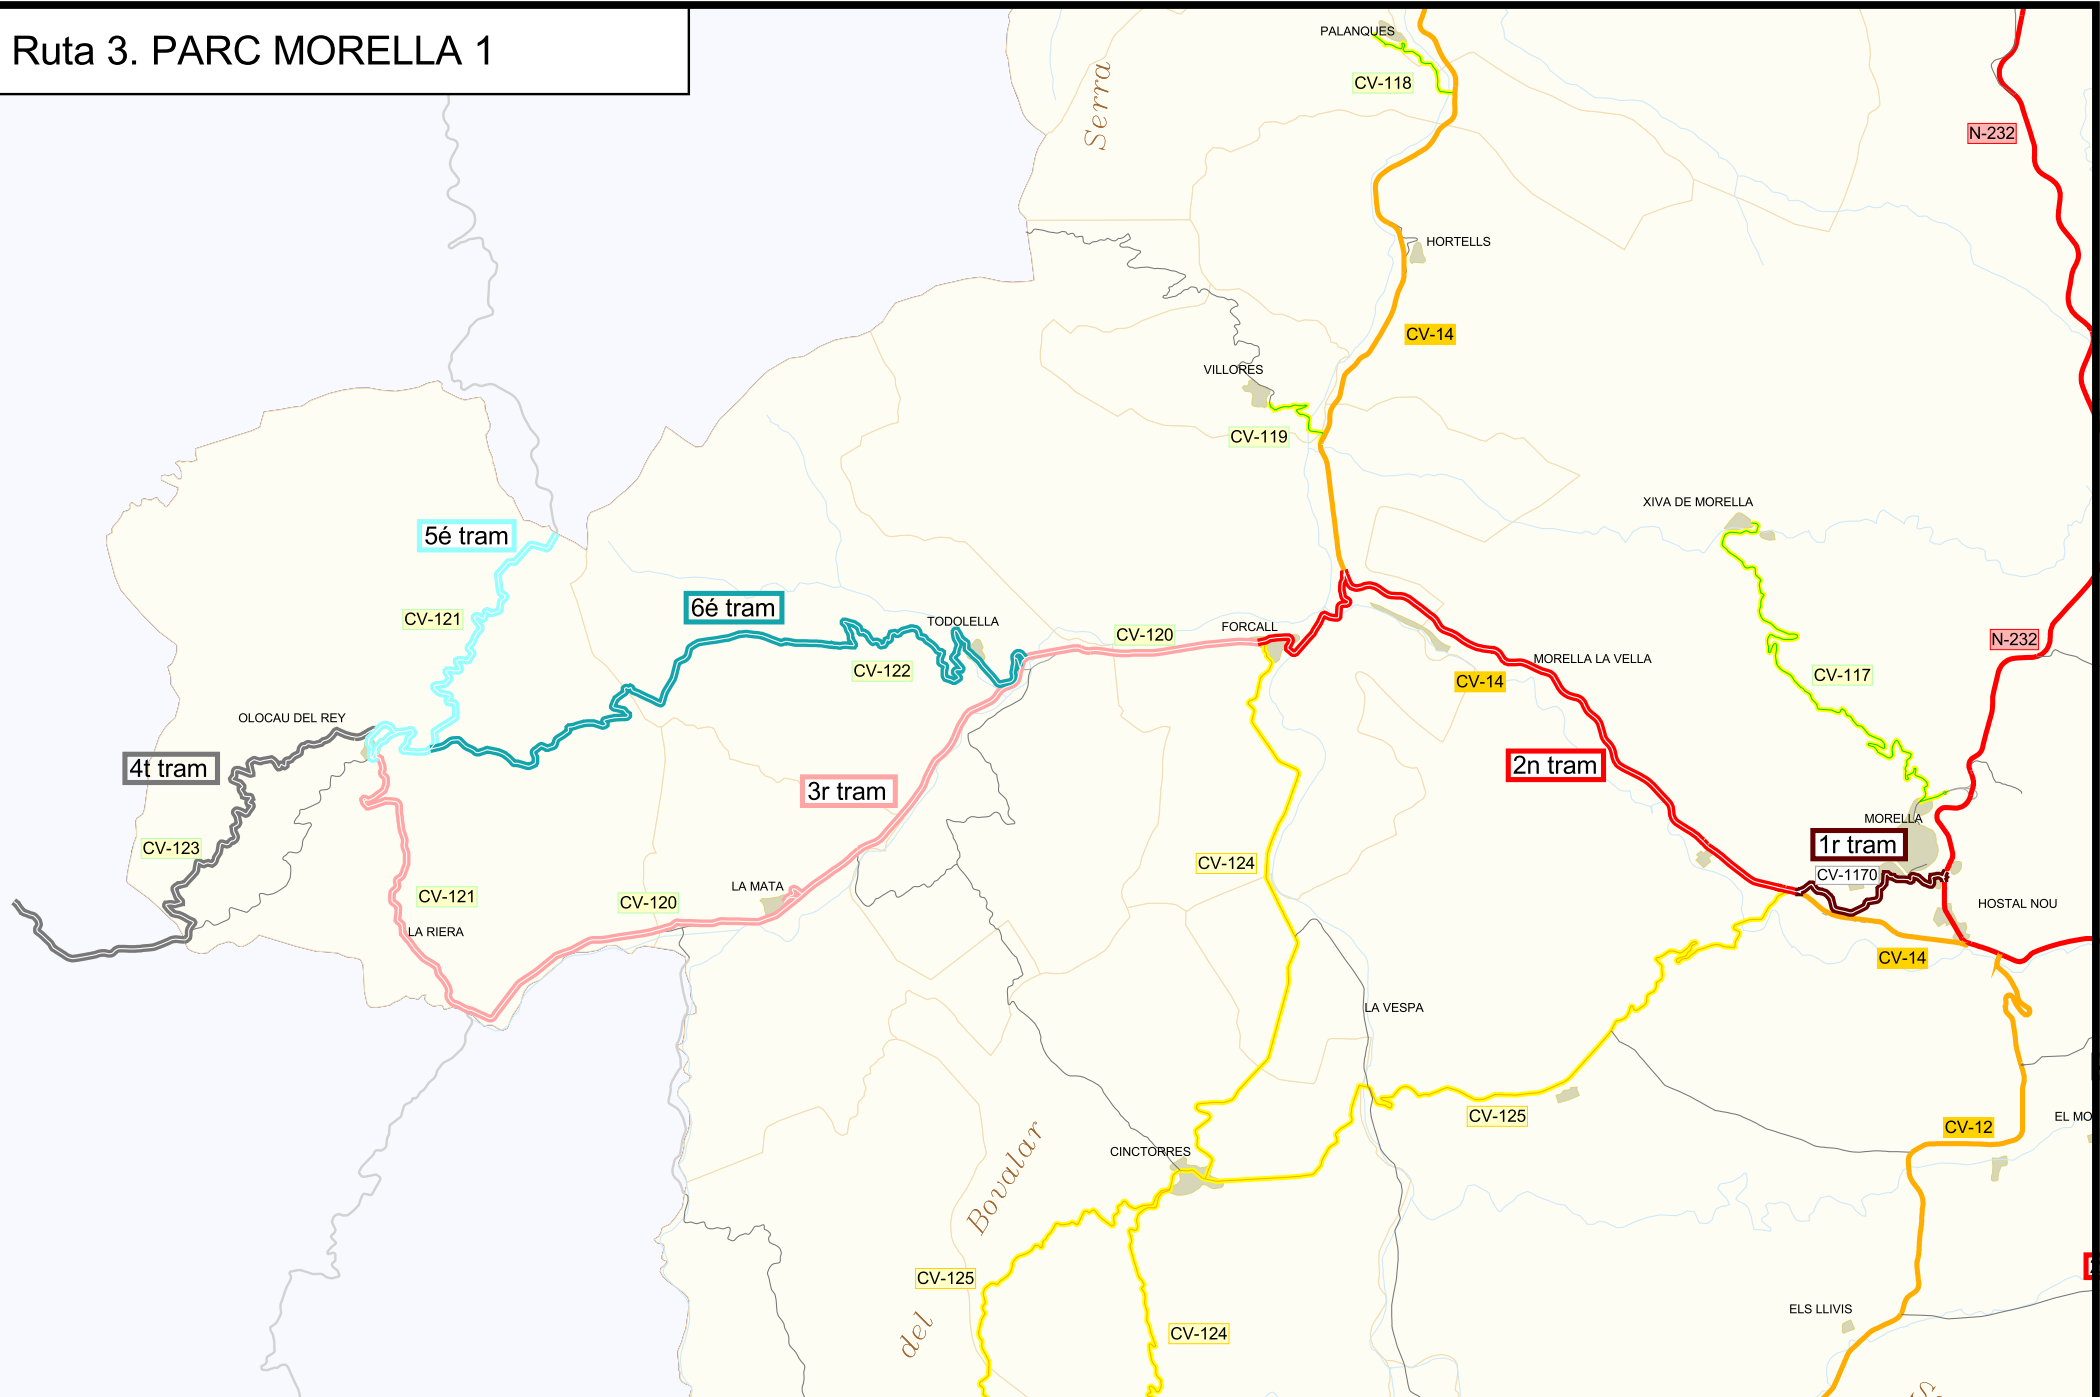 Ruta 3. PARC MORELLA 1
PALANQUES
CV-118
Serra
N-232
HORTELLS
CV-14
VILLORES
CV-119
XIVA DE MORELLA
5é tram
6é tram
CV-121
TODOLELLA
FORCALL
CV-120
N-232
MORELLA LA VELLA
CV-122
CV-14
CV-117
OLOCAU DEL REY
4t tram
2n tram
3r tram
MORELLA
1r tram
CV-123
CV-124
CV-1170
LA MATA
CV-121
CV-120
HOSTAL NOU
LA RIERA
CV-14
LA VESPA
CV-125
EL MO
CV-12
CINCTORRES
Bovalar
CV-125
ELS LLIVIS
del
CV-124